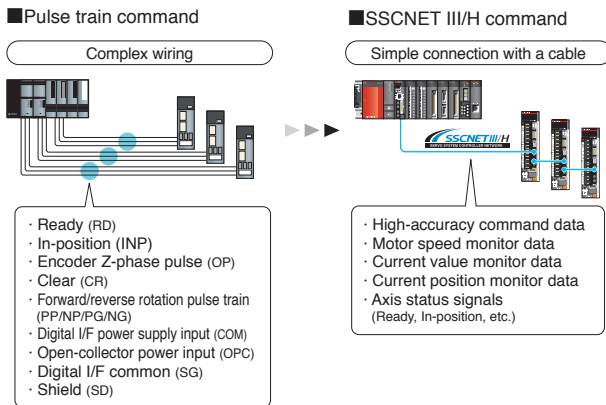 ■Pulse train command
Complex wiring
· Ready (RD)
· In-position (INP)
· Encoder Z-phase pulse (OP)
· Clear (CR)
· Forward/reverse rotation pulse train
(PP/NP/PG/NG)
· Digital I/F power supply input (COM)
· Open-collector power input (OPC)
· Digital I/F common (SG)
· Shield (SD)
■SSCNET III/H command
Simple connection with a cable
SSCNETIII/H
SERVO SYSTEM CONTROLLER NETWORK
· High-accuracy command data
· Motor speed monitor data
· Current value monitor data
· Current position monitor data
· Axis status signals
(Ready, In-position, etc.)